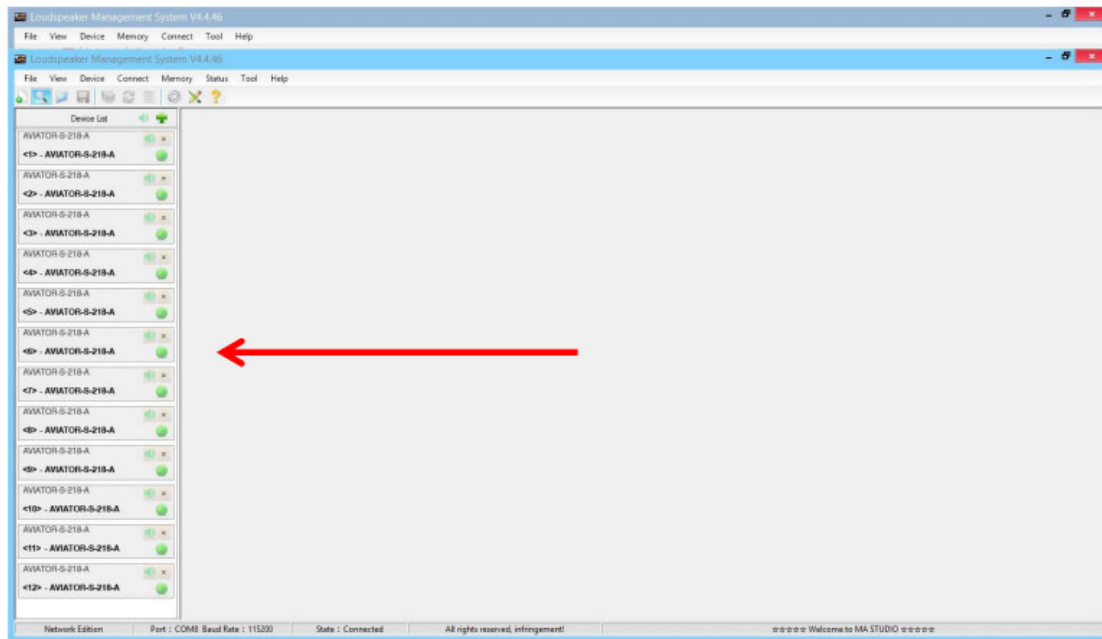 Loudspeaker Management System V4.4.46
File View Device Memory Connect Tool Help
Loudspeaker Management System V4.4.46
File View Device Connect Memory Status Tool Help
Device List
AVIATOR-S-218-A
<1> - AVIATOR-S-218-A
AVIATOR-S-218-A
<2> - AVIATOR-S-218-A
AVIATOR-S-218-A
<3> - AVIATOR-S-218-A
AVIATOR-S-218-A
<4> - AVIATOR-S-218-A
AVIATOR-S-218-A
<5> - AVIATOR-S-218-A
AVIATOR-S-218-A
<6> - AVIATOR-S-218-A
AVIATOR-S-218-A
<7> - AVIATOR-S-218-A
AVIATOR-S-218-A
<8> - AVIATOR-S-218-A
AVIATOR-S-218-A
<9> - AVIATOR-S-218-A
AVIATOR-S-218-A
<10> - AVIATOR-S-218-A
AVIATOR-S-218-A
<11> - AVIATOR-S-218-A
AVIATOR-S-218-A
<12> - AVIATOR-S-218-A
Network Edition Port : COM8 Baud Rate : 115200 State : Connected All rights reserved, infringement! ☆☆☆☆☆ Welcome to MA STUDIO ☆☆☆☆☆